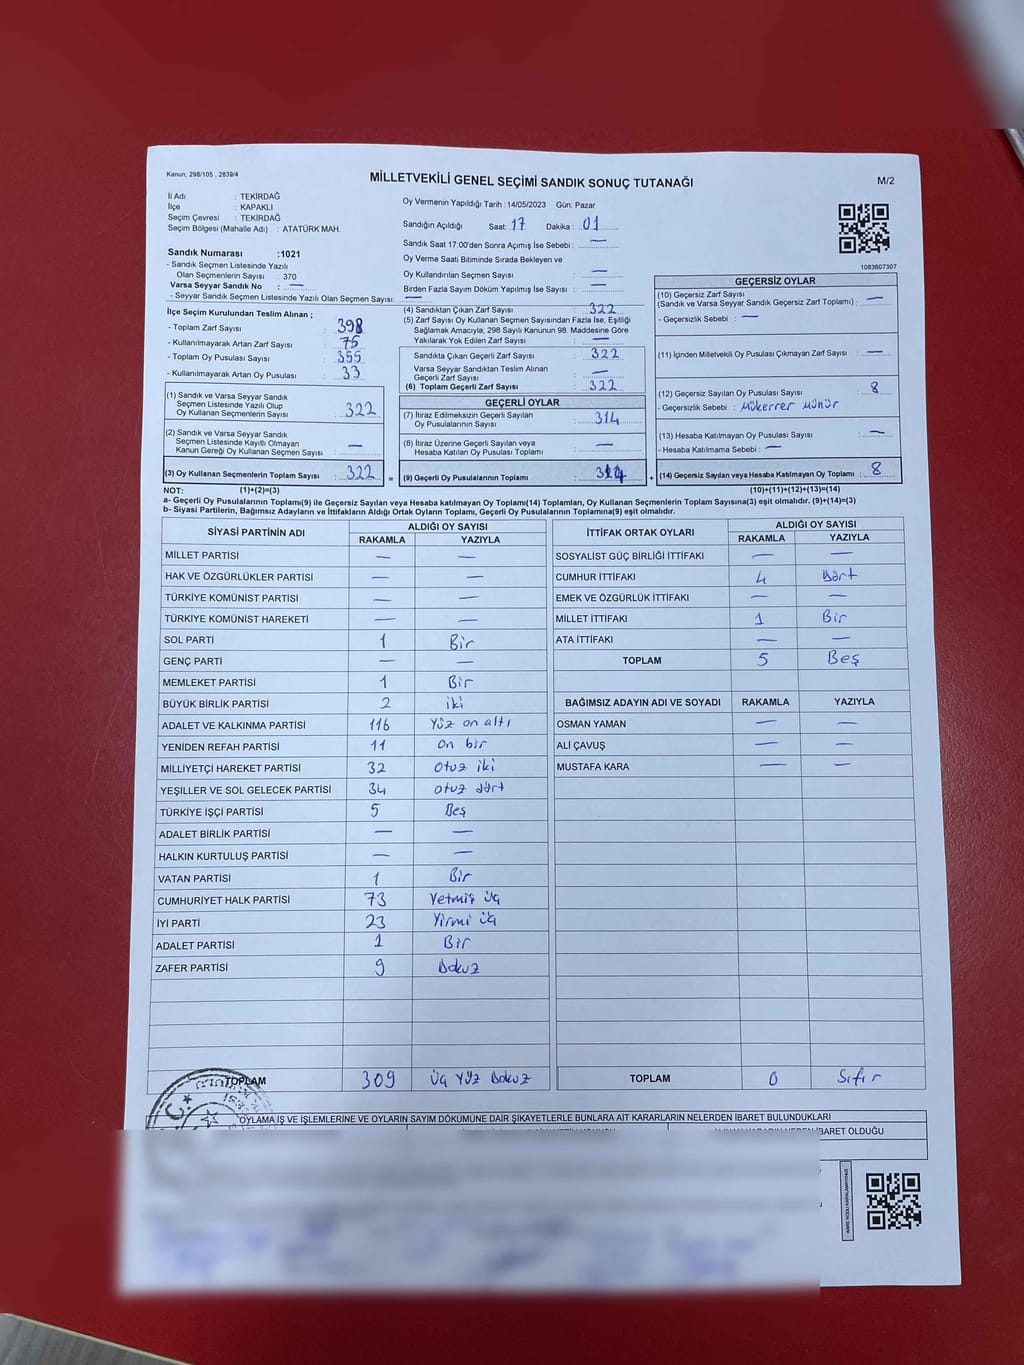 Kanun, 298/105 , 2839/4
MİLLETVEKİLİ GENEL SEÇİMİ SANDIK SONUÇ TUTANAĞI
M/2
İl Adı : TEKİRDAĞ
İlçe : KAPAKLI
Seçim Çevresi : TEKİRDAĞ
Seçim Bölgesi (Mahalle Adı) : ATATÜRK MAH.
Sandık Numarası :1021
- Sandık Seçmen Listesinde Yazılı
Olan Seçmenlerin Sayısı : 370
Varsa Seyyar Sandık No : —
- Seyyar Sandık Seçmen Listesinde Yazılı Olan Seçmen Sayısı: —
İlçe Seçim Kurulundan Teslim Alınan ;
- Toplam Zarf Sayısı : 398
- Kullanılmayarak Artan Zarf Sayısı : 75
- Toplam Oy Pusulası Sayısı : 355
- Kullanılmayarak Artan Oy Pusulası : 33
(1) Sandık ve Varsa Seyyar Sandık
Seçmen Listesinde Yazılı Olup
Oy Kullanan Seçmenlerin Sayısı : 322
(2) Sandık ve Varsa Seyyar Sandık
Seçmen Listesinde Kayıtlı Olmayan
Kanun Gereği Oy Kullanan Seçmen Sayısı : —
(3) Oy Kullanan Seçmenlerin Toplam Sayısı : 322
Oy Vermenin Yapıldığı Tarih :14/05/2023 Gün: Pazar
Sandığın Açıldığı Saat: 17 Dakika : 01
Sandık Saat 17:00'den Sonra Açımış İse Sebebi : —
Oy Verme Saati Bitiminde Sırada Bekleyen ve
Oy Kullandırılan Seçmen Sayısı : —
Birden Fazla Sayım Döküm Yapılmış İse Sayısı : —
(4) Sandıktan Çıkan Zarf Sayısı : 322
(5) Zarf Sayısı Oy Kullanan Seçmen Sayısından Fazla İse, Eşitliği
Sağlamak Amacıyla, 298 Sayılı Kanunun 98. Maddesine Göre
Yakılarak Yok Edilen Zarf Sayısı : —
Sandıkta Çıkan Geçerli Zarf Sayısı : 322
Varsa Seyyar Sandıktan Teslim Alınan
Geçerli Zarf Sayısı : —
(6) Toplam Geçerli Zarf Sayısı : 322
GEÇERLİ OYLAR
(7) İtiraz Edilmeksizin Geçerli Sayılan
Oy Pusulalarının Sayısı : 314
(8) İtiraz Üzerine Geçerli Sayılan veya
Hesaba Katılan Oy Pusulası Toplamı : —
= (9) Geçerli Oy Pusulalarının Toplamı : 314
1083607307
GEÇERSİZ OYLAR
(10) Geçersiz Zarf Sayısı
(Sandık ve Varsa Seyyar Sandık Geçersiz Zarf Toplamı) : —
- Geçersizlik Sebebi : —
(11) İçinden Milletvekili Oy Pusulası Çıkmayan Zarf Sayısı : —
(12) Geçersiz Sayılan Oy Pusulası Sayısı : 8
- Geçersizlik Sebebi : Mükerrer Mühür
(13) Hesaba Katılmayan Oy Pusulası Sayısı : —
- Hesaba Katılmama Sebebi : —
+ (14) Geçersiz Sayılan veya Hesaba Katılmayan Oy Toplamı : 8
NOT: (1)+(2)=(3) (10)+(11)+(12)+(13)=(14)
a- Geçerli Oy Pusulalarının Toplamı(9) ile Geçersiz Sayılan veya Hesaba katılmayan Oy Toplamı(14) Toplamları, Oy Kullanan Seçmenlerin Toplam Sayısına(3) eşit olmalıdır. (9)+(14)=(3)
b- Siyasi Partilerin, Bağımsız Adayların ve İttifakların Aldığı Ortak Oyların Toplamı, Geçerli Oy Pusulalarının Toplamına(9) eşit olmalıdır.
SİYASİ PARTİNİN ADI ALDIĞI OY SAYISI
RAKAMLA YAZIYLA
MİLLET PARTİSİ — —
HAK VE ÖZGÜRLÜKLER PARTİSİ — —
TÜRKİYE KOMÜNİST PARTİSİ — —
TÜRKİYE KOMÜNİST HAREKETİ — —
SOL PARTİ 1 Bir
GENÇ PARTİ — —
MEMLEKET PARTİSİ 1 Bir
BÜYÜK BİRLİK PARTİSİ 2 iki
ADALET VE KALKINMA PARTİSİ 116 Yüz on altı
YENİDEN REFAH PARTİSİ 11 on bir
MİLLİYETÇİ HAREKET PARTİSİ 32 otuz iki
YEŞİLLER VE SOL GELECEK PARTİSİ 34 otuz dört
TÜRKİYE İŞÇİ PARTİSİ 5 Beş
ADALET BİRLİK PARTİSİ — —
HALKIN KURTULUŞ PARTİSİ — —
VATAN PARTİSİ 1 Bir
CUMHURİYET HALK PARTİSİ 73 Yetmiş üç
İYİ PARTİ 23 Yirmi üç
ADALET PARTİSİ 1 Bir
ZAFER PARTİSİ 9 Dokuz
TOPLAM 309 üç yüz Dokuz
İTTİFAK ORTAK OYLARI ALDIĞI OY SAYISI
RAKAMLA YAZIYLA
SOSYALİST GÜÇ BİRLİĞİ İTTİFAKI — —
CUMHUR İTTİFAKI 4 Dört
EMEK VE ÖZGÜRLÜK İTTİFAKI — —
MİLLET İTTİFAKI 1 Bir
ATA İTTİFAKI — —
TOPLAM 5 Beş
BAĞIMSIZ ADAYIN ADI VE SOYADI RAKAMLA YAZIYLA
OSMAN YAMAN — —
ALİ ÇAVUŞ — —
MUSTAFA KARA — —
TOPLAM 0 Sıfır
OYLAMA İŞ VE İŞLEMLERİNE VE OYLARIN SAYIM DÖKÜMÜNE DAİR ŞİKAYETLERLE BUNLARA AİT KARARLARIN NELERDEN İBARET BULUNDUKLARI
İBARET OLDUĞU